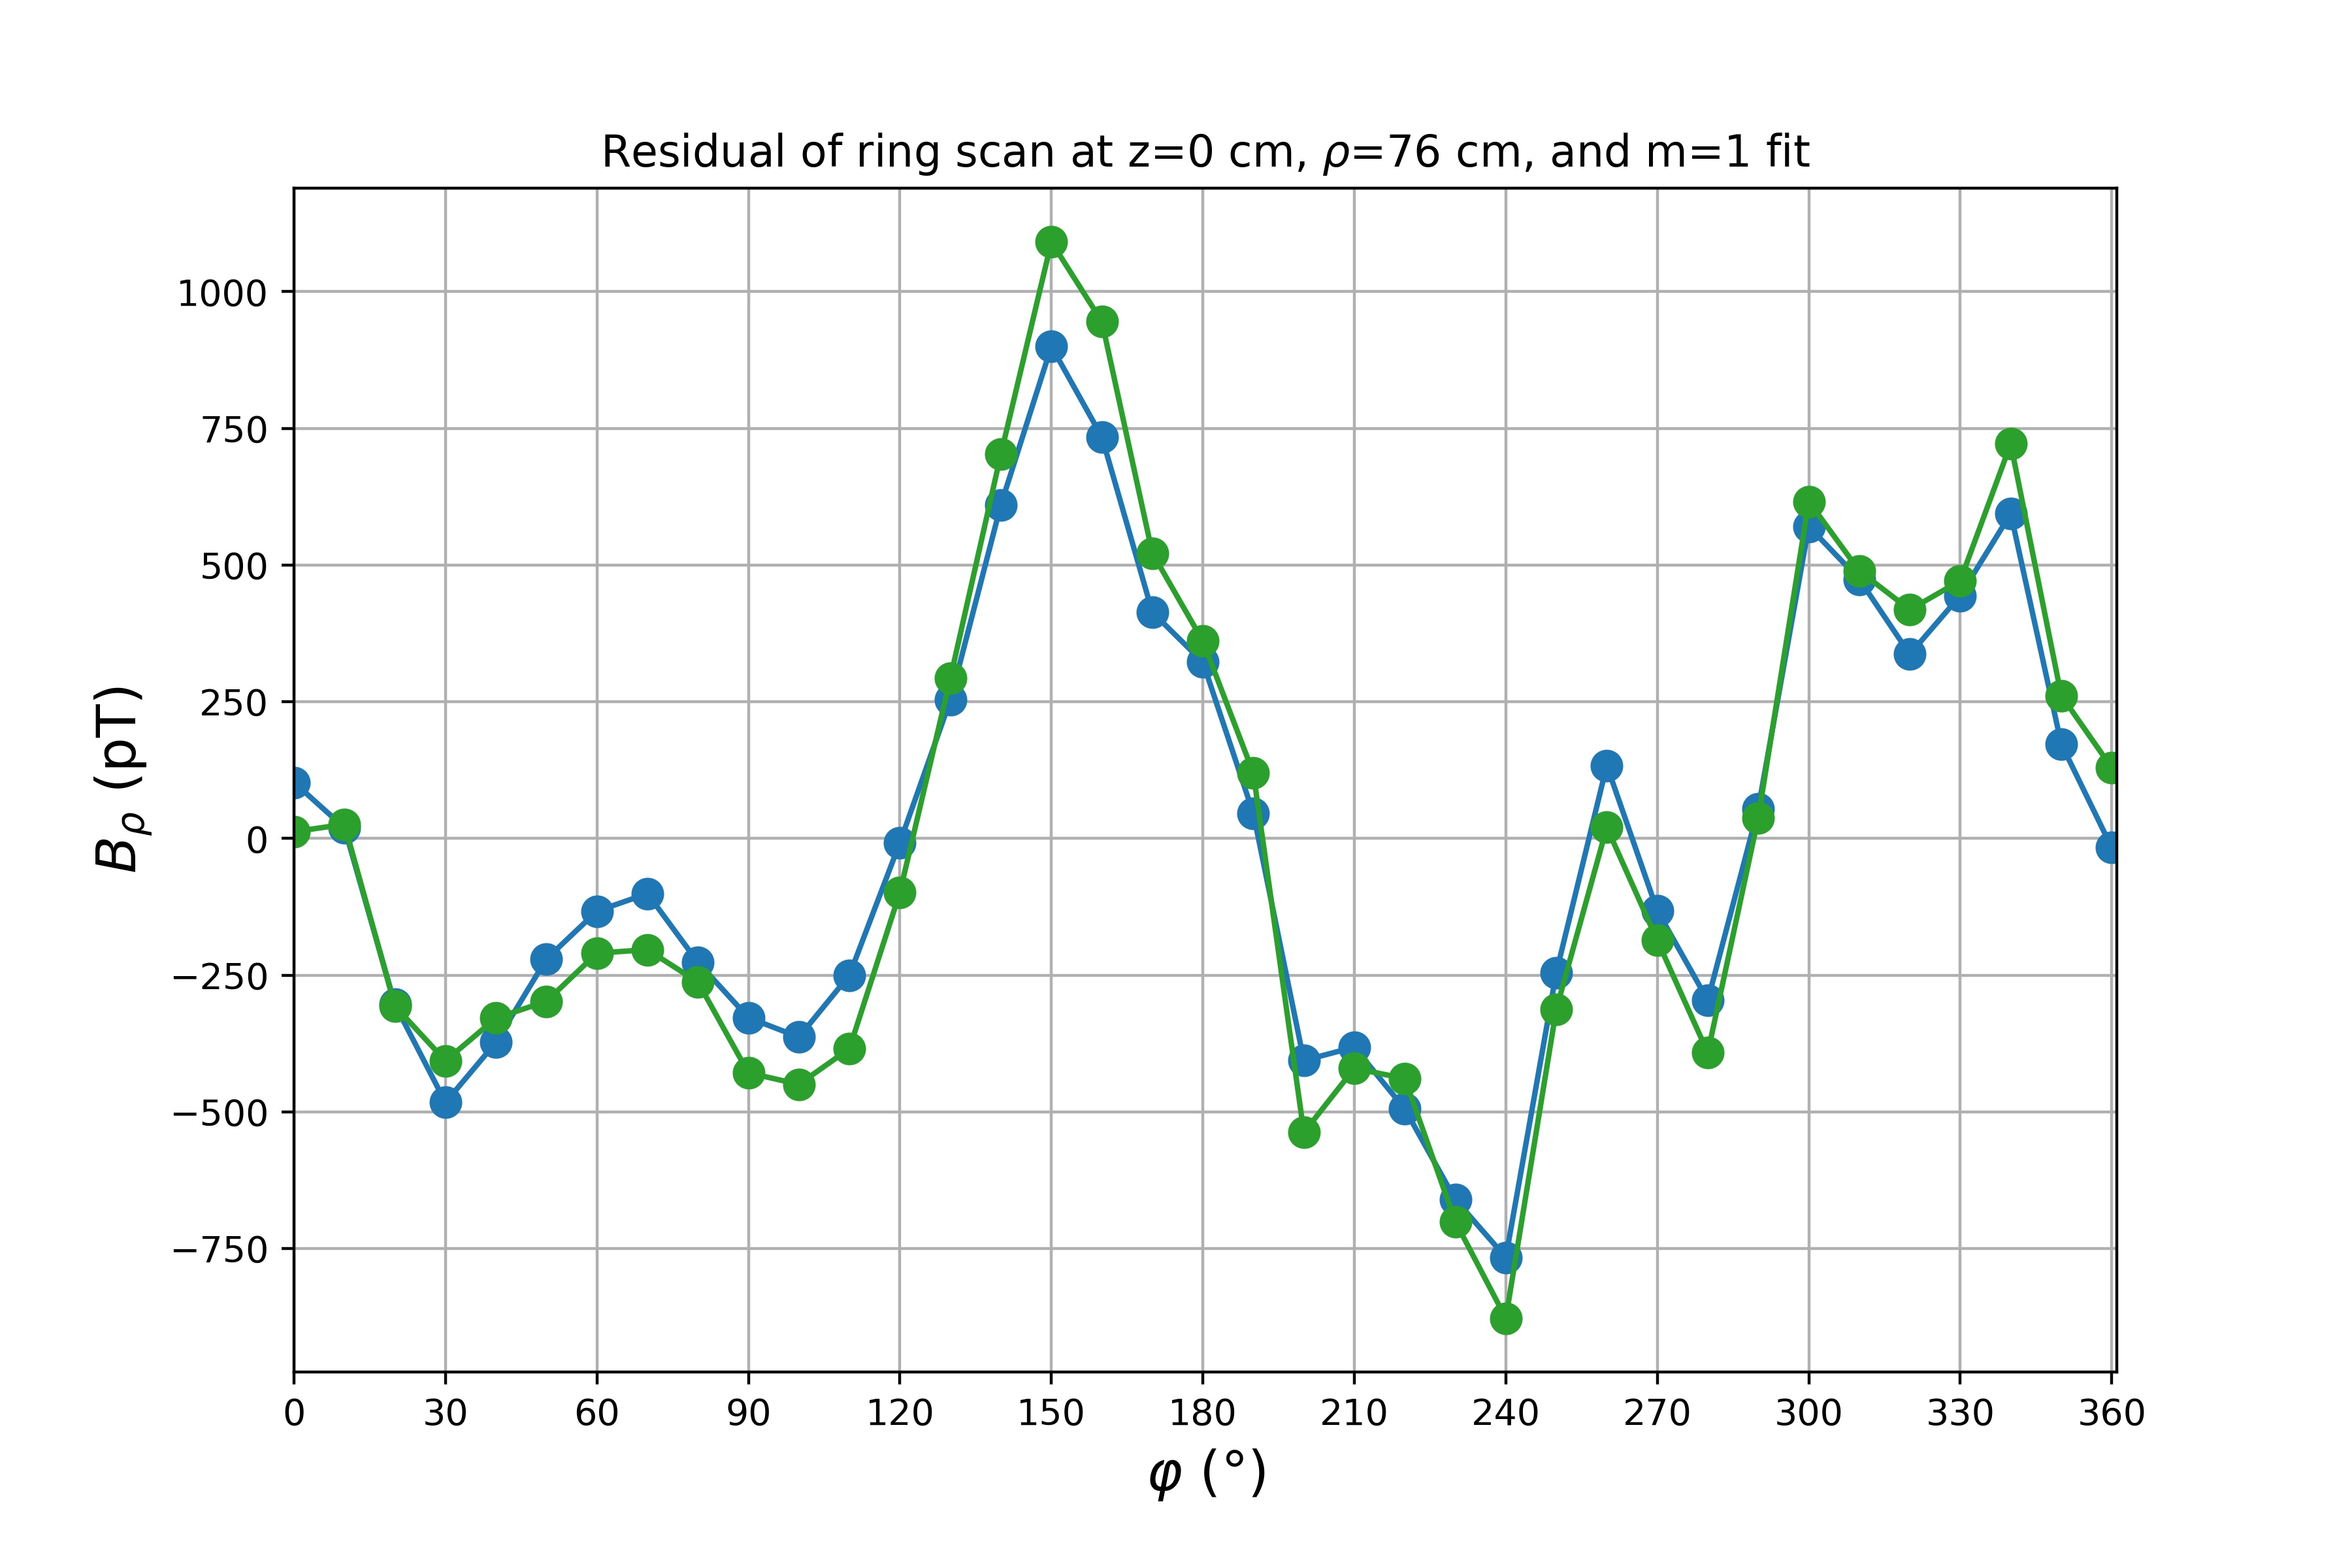 Residual of ring scan at z=0 cm, ρ=76 cm, and m=1 fit
1000
750
500
250
0
−250
−500
−750
Bρ (pT)
0 30 60 90 120 150 180 210 240 270 300 330 360
φ (°)